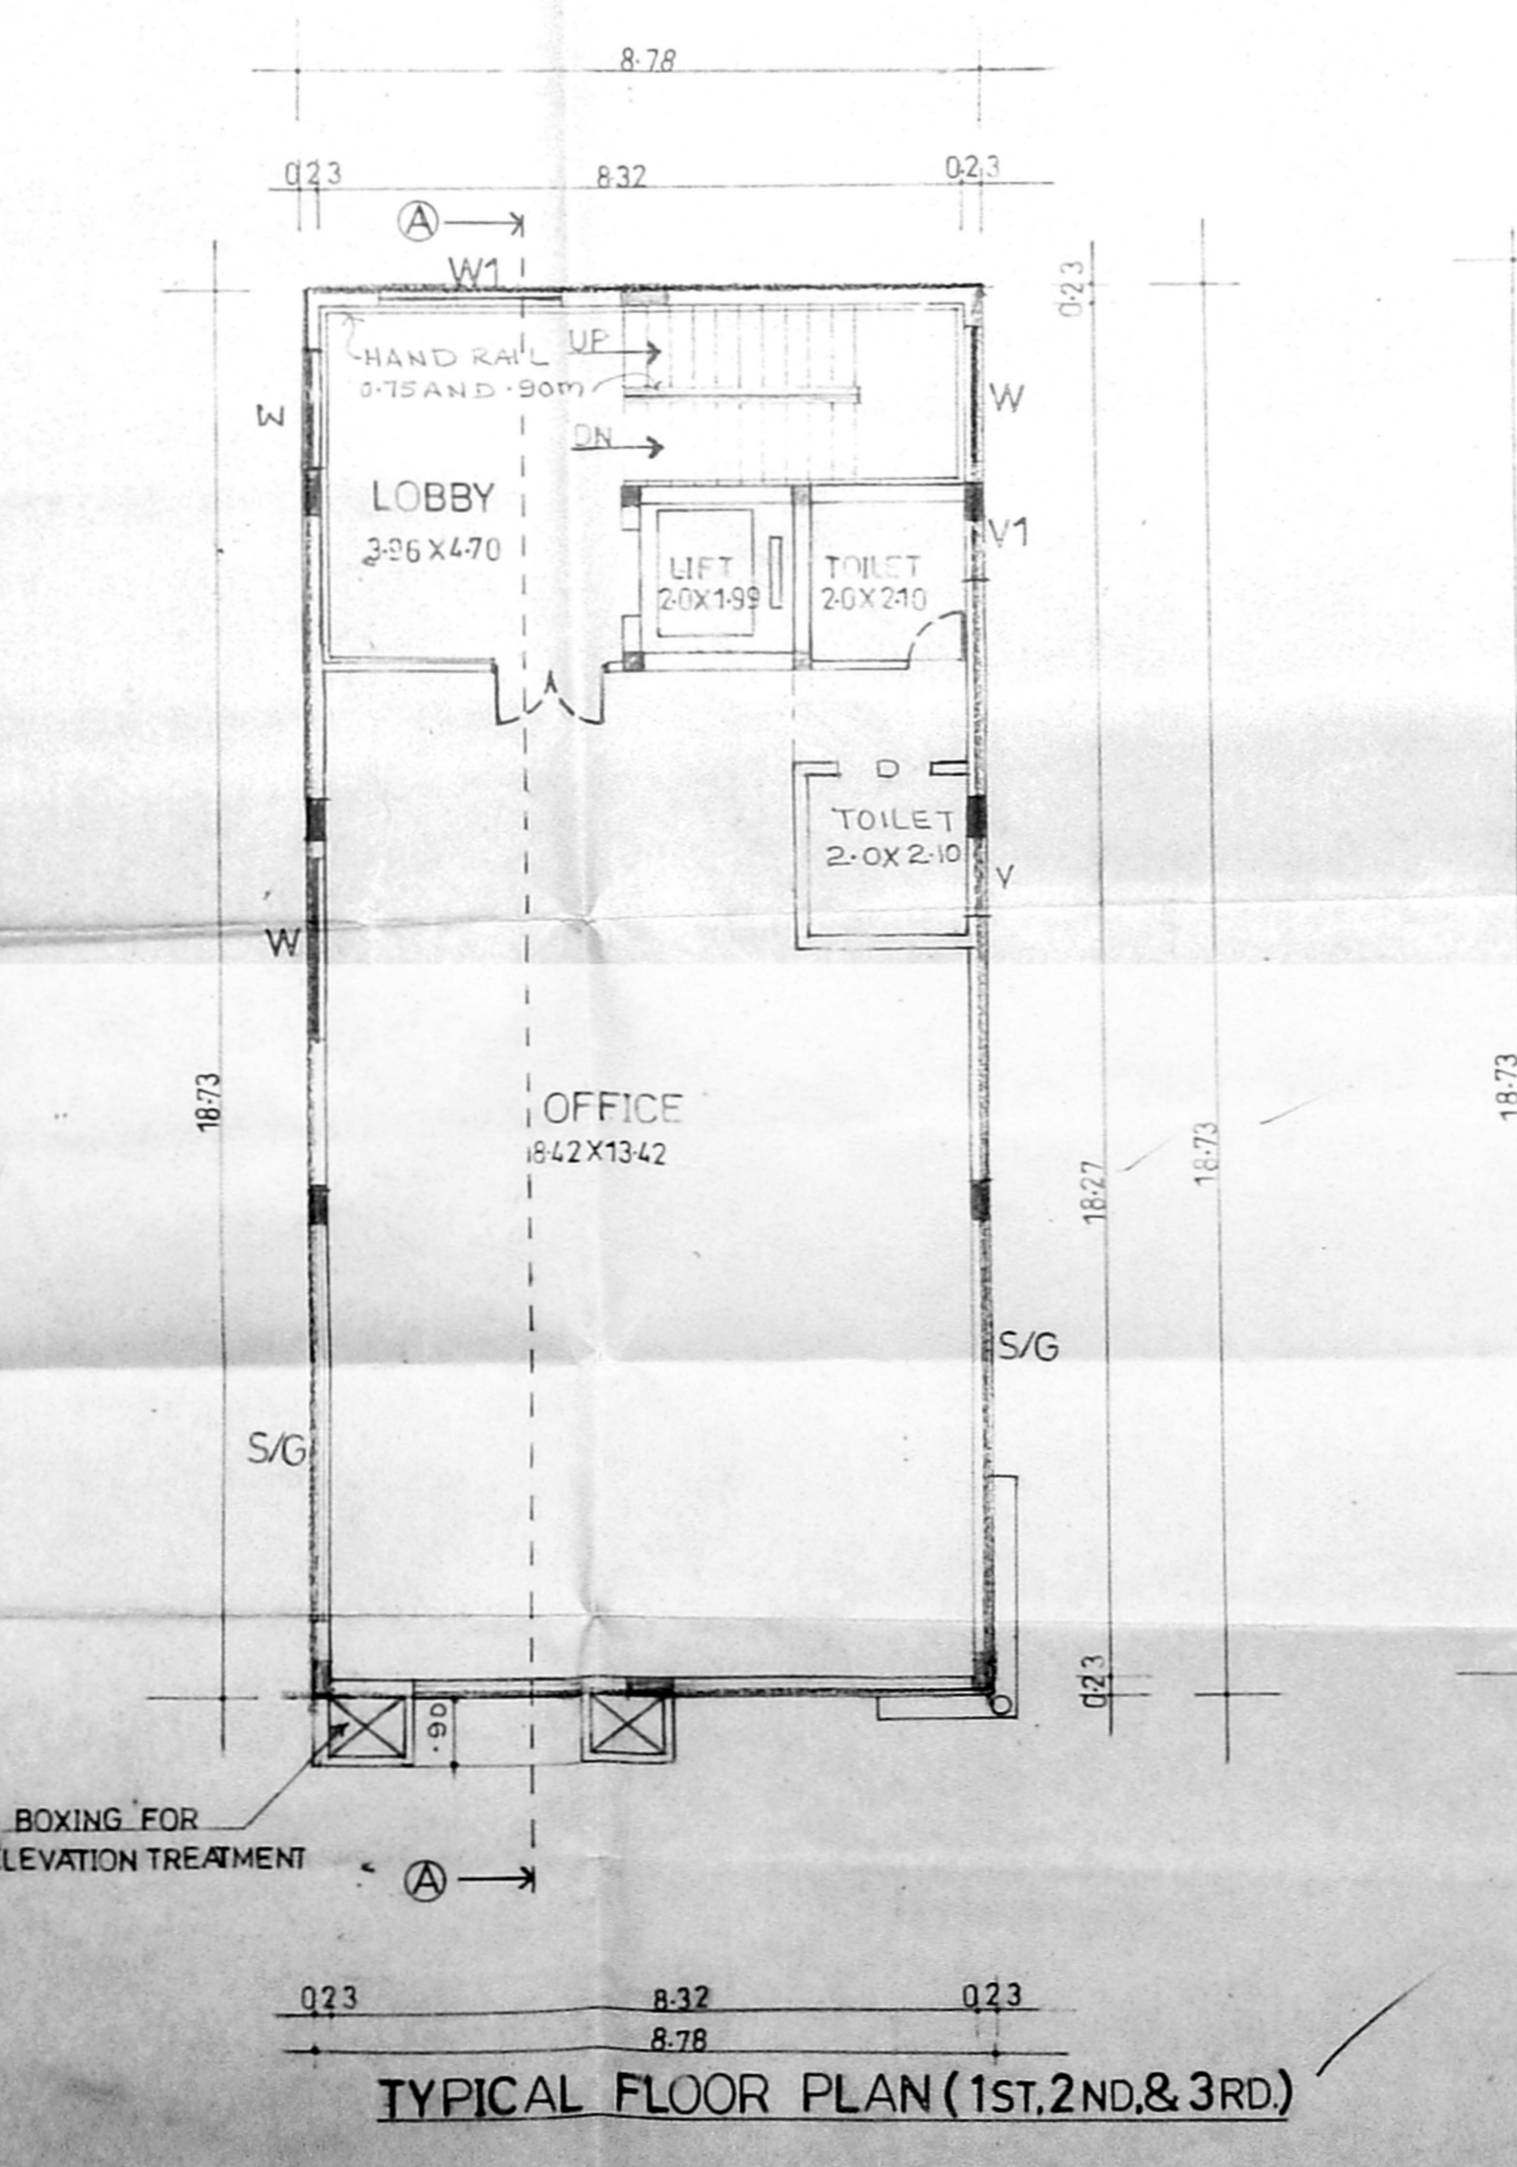 8.78
0.23 8.32 0.23
A
W1
0.23
HAND RAIL
0.75 AND .90m
UP
W
W
DN
LOBBY
3.96 X 4.70
V1
LIFT
2.0X1.99
TOILET
2.0X2.10
D
TOILET
2.0X2.10
V
W
OFFICE
8.42X13.42
18.73
18.27
18.73
18.73
S/G
S/G
0.23
.90
BOXING FOR
LEVATION TREATMENT
A
0.23 8.32 0.23
8.78
TYPICAL FLOOR PLAN (1ST, 2ND, & 3RD.)